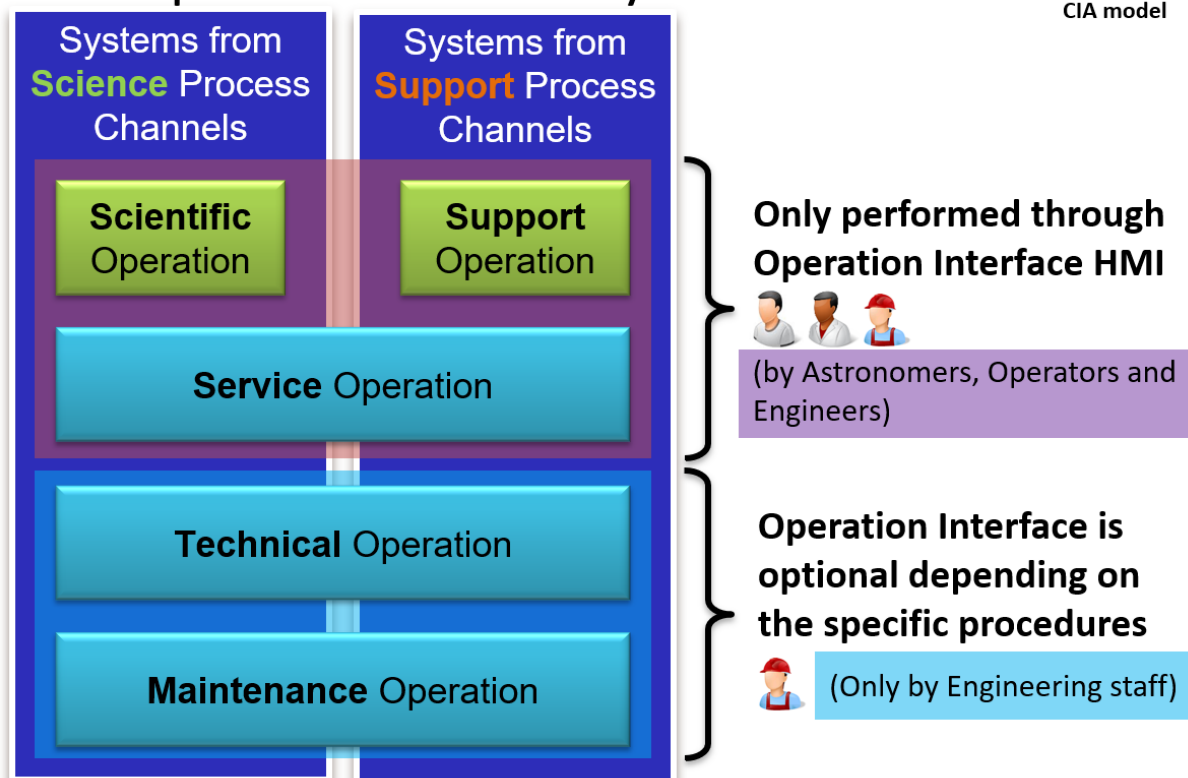 CIA model
Systems from
Science Process
Channels
Systems from
Support Process
Channels
Scientific
Operation
Support
Operation
Service Operation
Technical Operation
Maintenance Operation
Only performed through
Operation Interface HMI
(by Astronomers, Operators and
Engineers)
Operation Interface is
optional depending on
the specific procedures
(Only by Engineering staff)